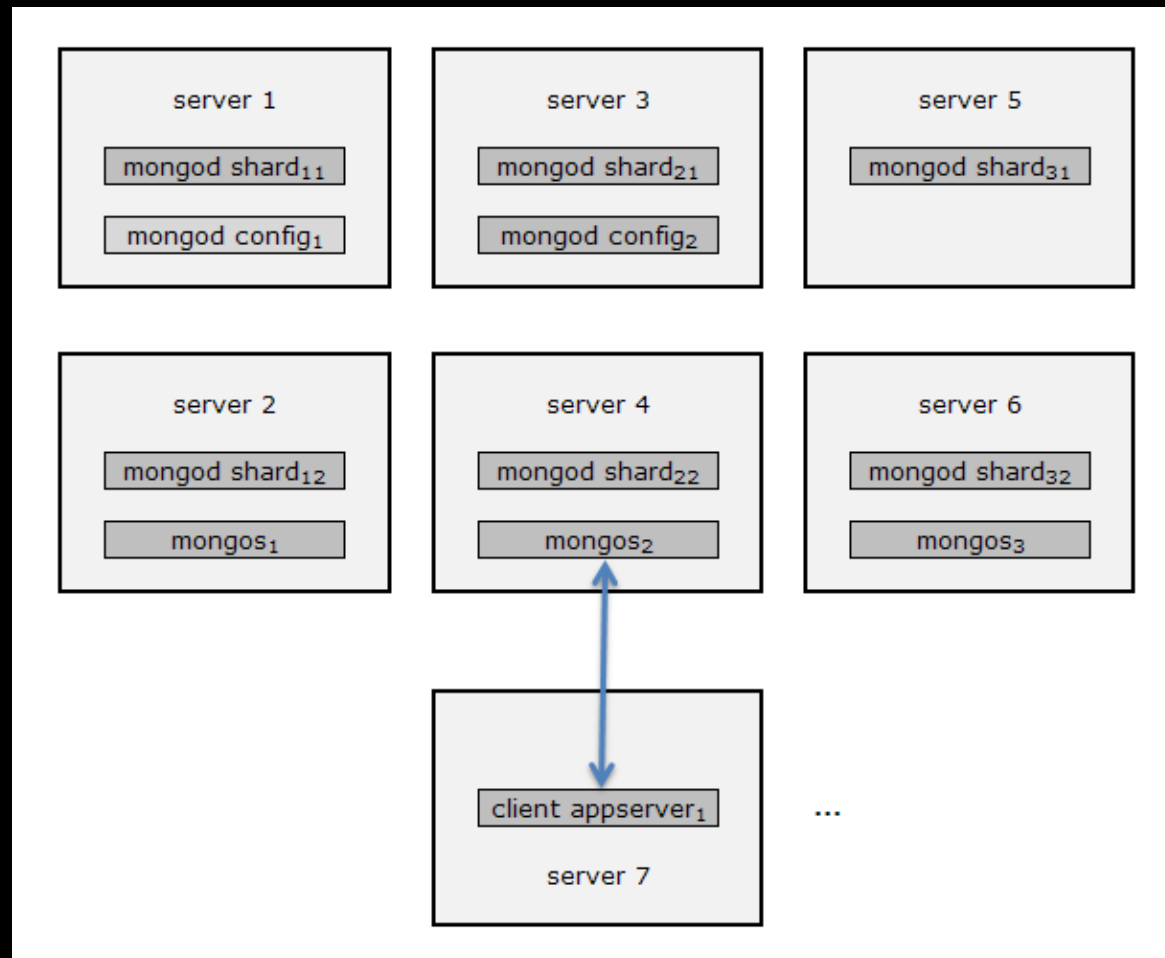 server 1
mongod shard₁₁
mongod config₁
server 3
mongod shard₂₁
mongod config₂
server 5
mongod shard₃₁
server 2
mongod shard₁₂
mongos₁
server 4
mongod shard₂₂
mongos₂
server 6
mongod shard₃₂
mongos₃
client appserver₁
server 7
...